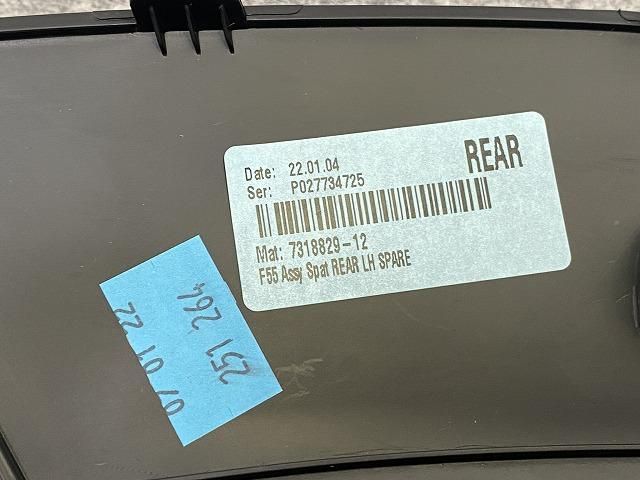 REAR
Date: 22.01.04
Ser: P027734725
Mat: 7318829-12
F55 Assy Spat REAR LH SPARE
251 264
07 01 22